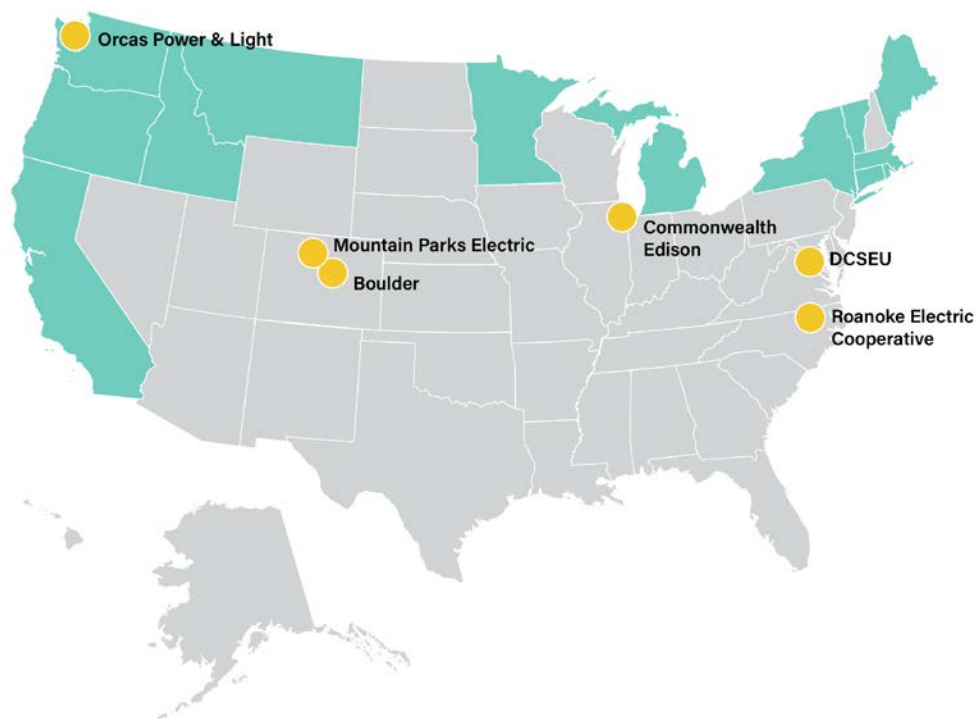 Orcas Power & Light
Mountain Parks Electric
Boulder
Commonwealth
Edison
DCSEU
Roanoke Electric
Cooperative